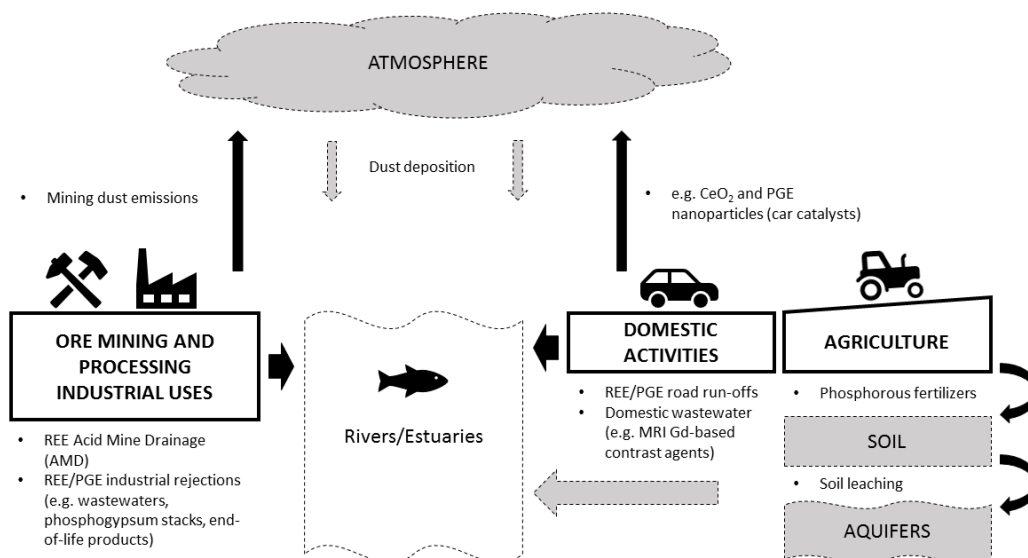 ATMOSPHERE
Dust deposition
• Mining dust emissions
• e.g. CeO₂ and PGE
nanoparticles (car catalysts)
ORE MINING AND
PROCESSING
INDUSTRIAL USES
DOMESTIC
ACTIVITIES
AGRICULTURE
• REE Acid Mine Drainage
(AMD)
• REE/PGE industrial rejections
(e.g. wastewaters,
phosphogypsum stacks, end-
of-life products)
Rivers/Estuaries
• REE/PGE road run-offs
• Domestic wastewater
(e.g. MRI Gd-based
contrast agents)
• Phosphorous fertilizers
SOIL
• Soil leaching
AQUIFERS